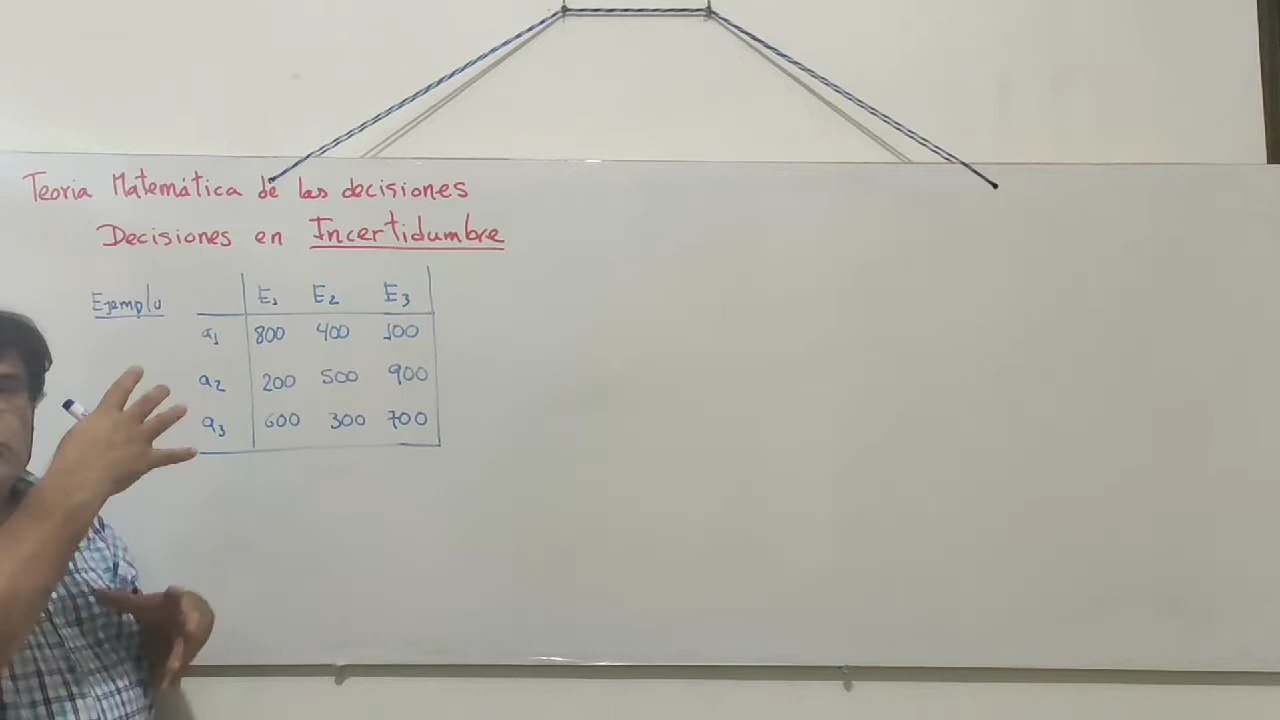 Teoria Matemática de las decisiones
Decisiones en Incertidumbre
Ejemplo E1 E2 E3
a1 800 400 100
a2 200 500 900
a3 600 300 700